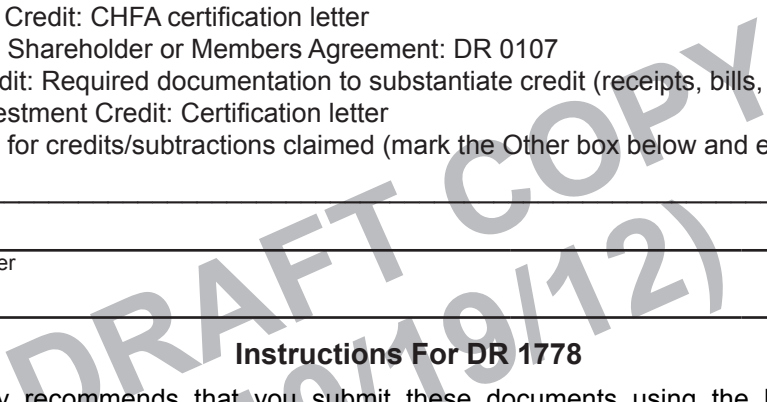 Credit: CHFA certification letter
Shareholder or Members Agreement: DR 0107
dit: Required documentation to substantiate credit (receipts, bills,
estment Credit: Certification letter
for credits/subtractions claimed (mark the Other box below and e
er
Instructions For DR 1778
y recommends that you submit these documents using the
DRAFT COPY
0/19/12)